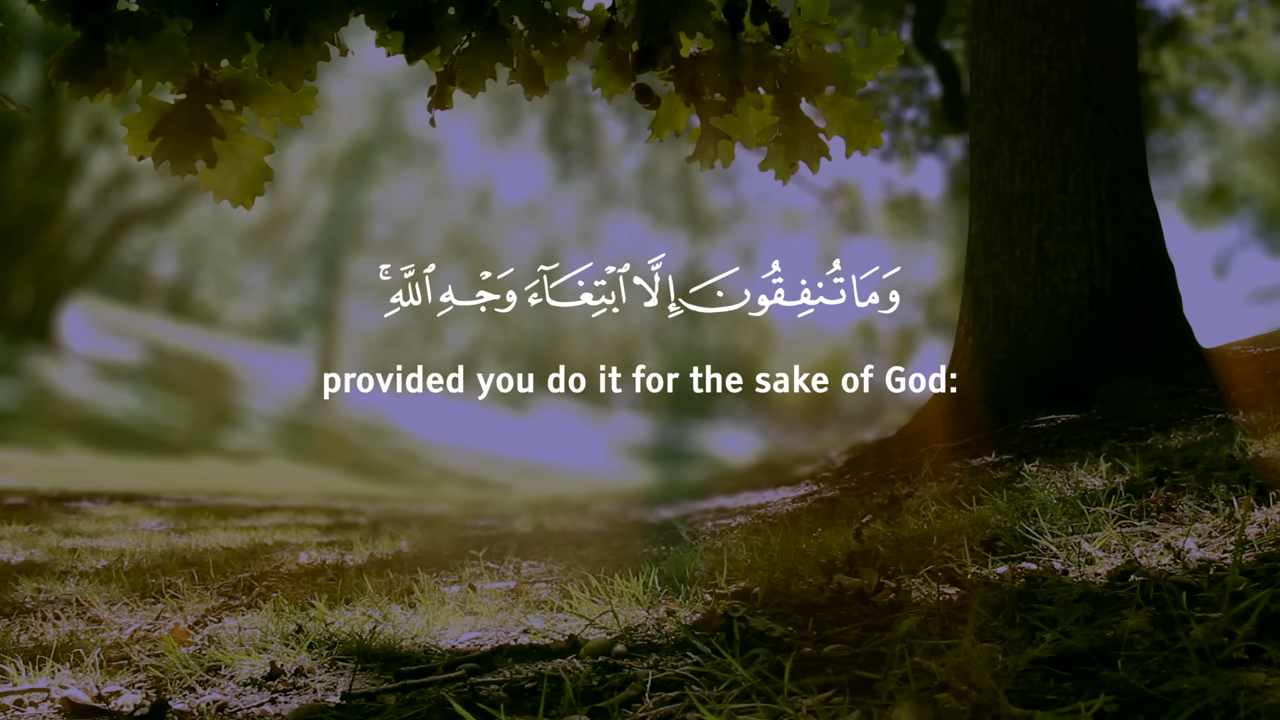 وَمَا تُنفِقُونَ إِلَّا ٱبْتِغَآءَ وَجْهِ ٱللَّهِ ۚ
provided you do it for the sake of God: